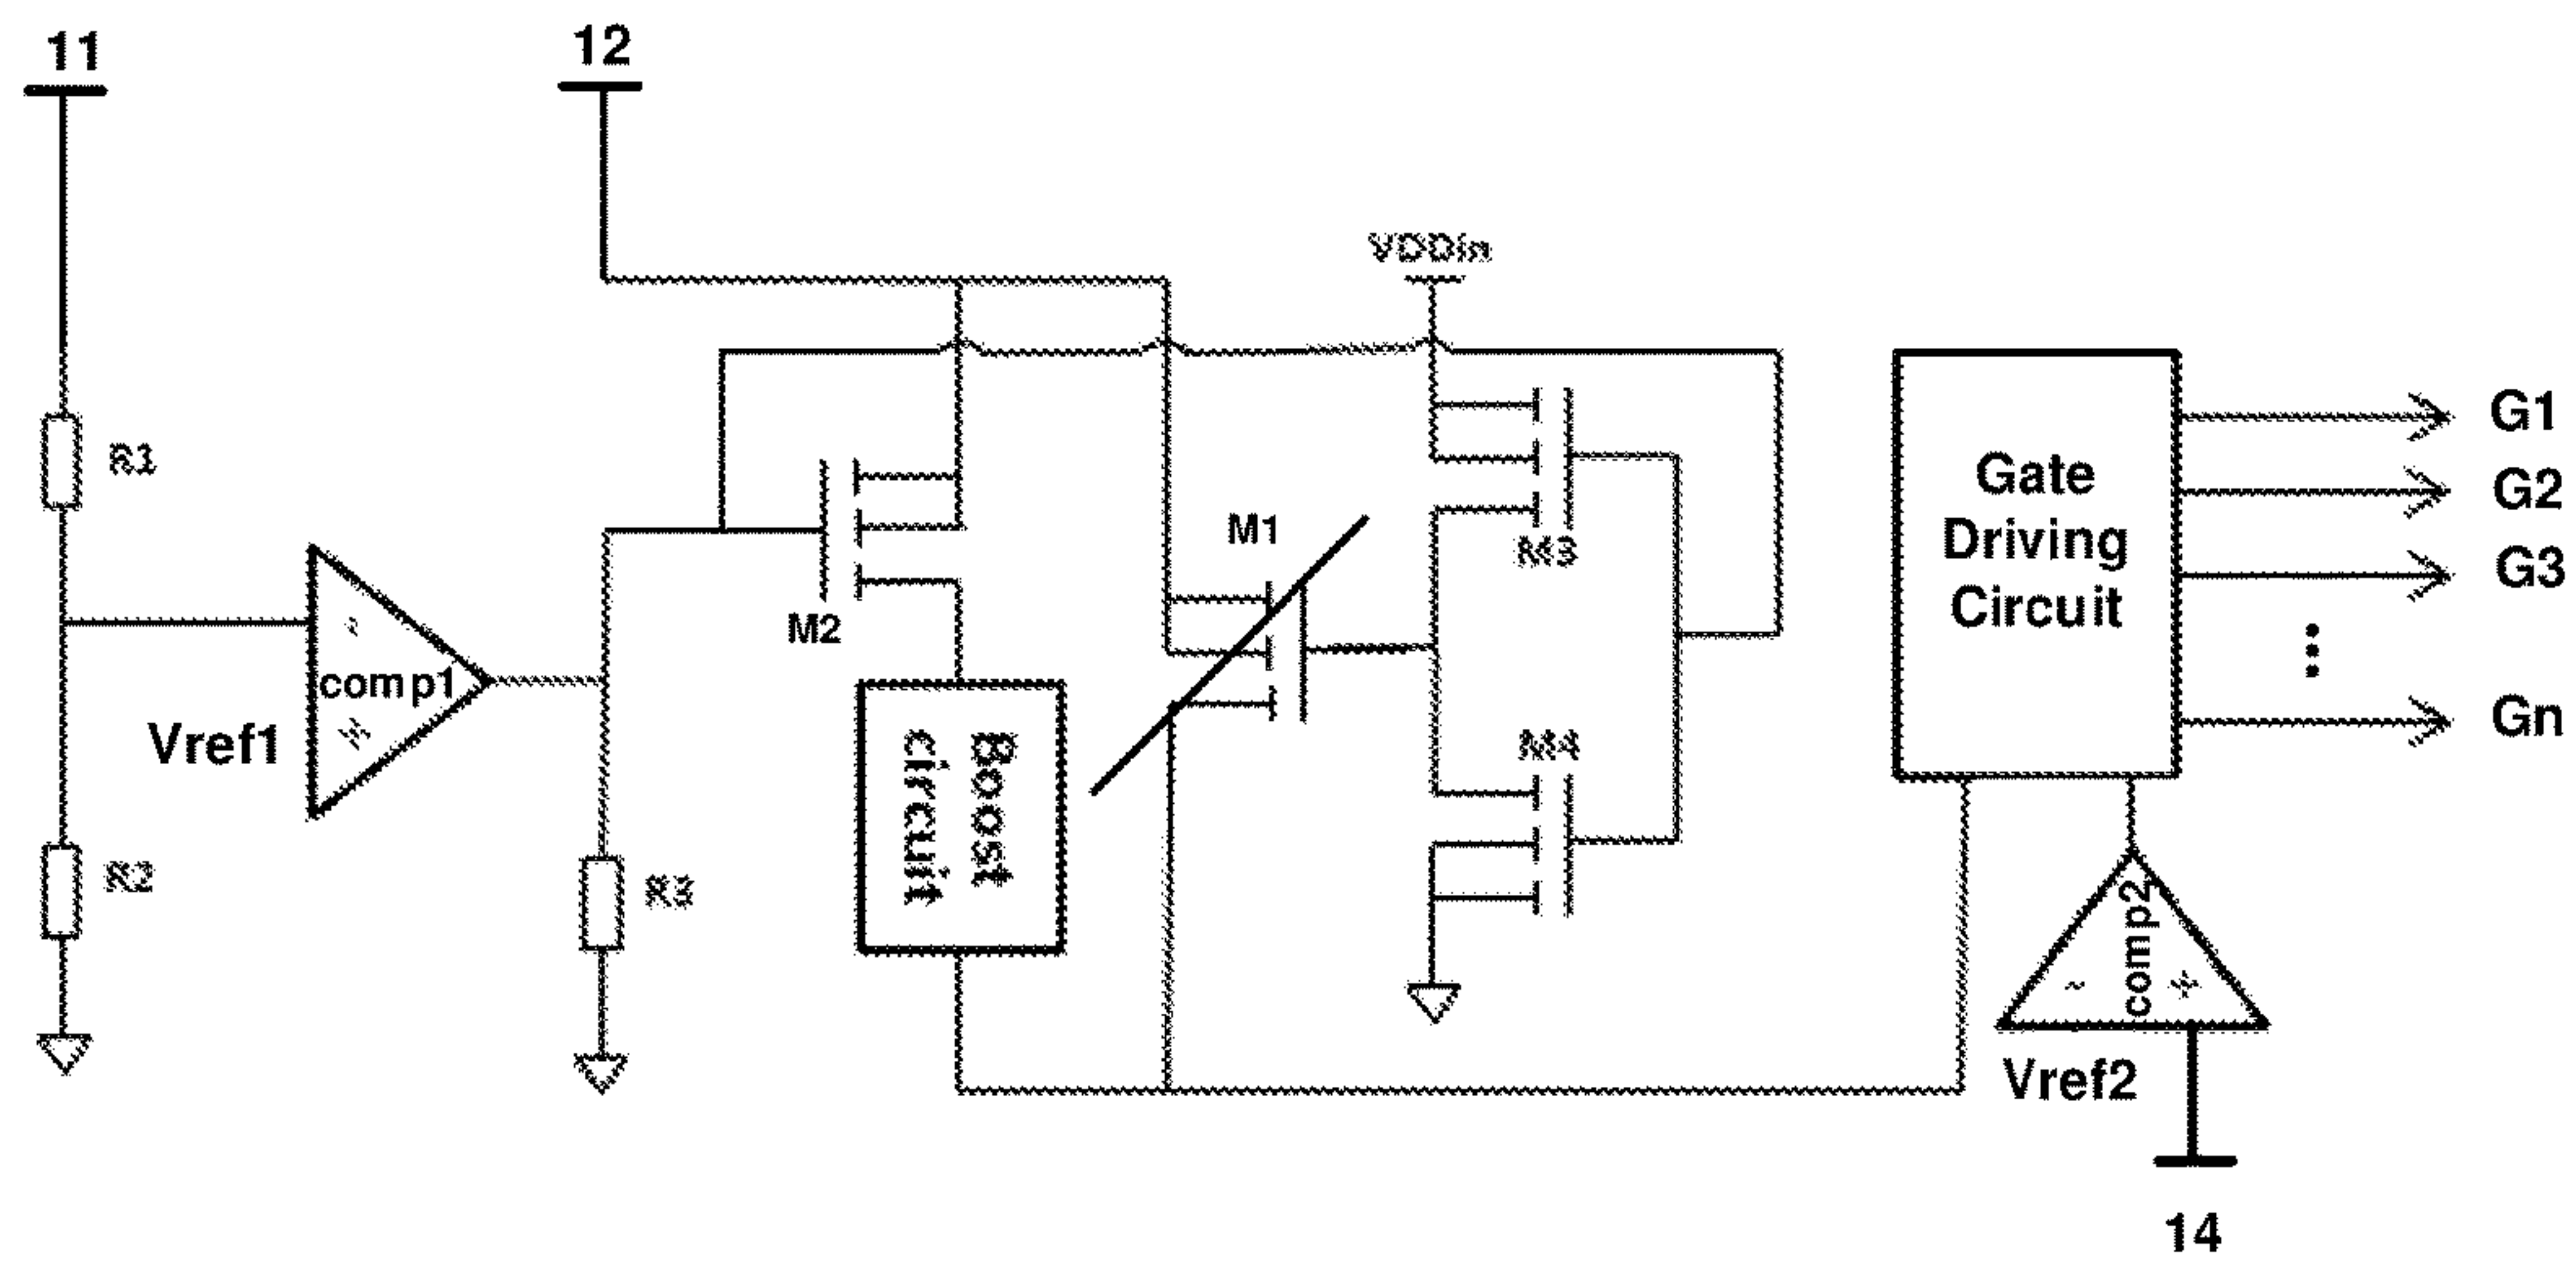 11
12
VDDin
G1
G2
G3
Gn
Gate
Driving
Circuit
R1
M1
M3
M2
comp1
-
+
Vref1
Boost
circuit
M4
R2
R3
comp2
-
+
Vref2
14